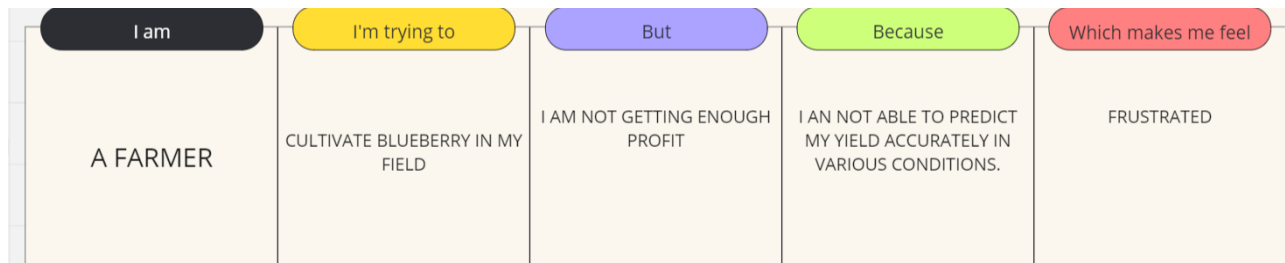 I am
I'm trying to
But
Because
Which makes me feel
A FARMER
CULTIVATE BLUEBERRY IN MY
FIELD
I AM NOT GETTING ENOUGH
PROFIT
I AN NOT ABLE TO PREDICT
MY YIELD ACCURATELY IN
VARIOUS CONDITIONS.
FRUSTRATED